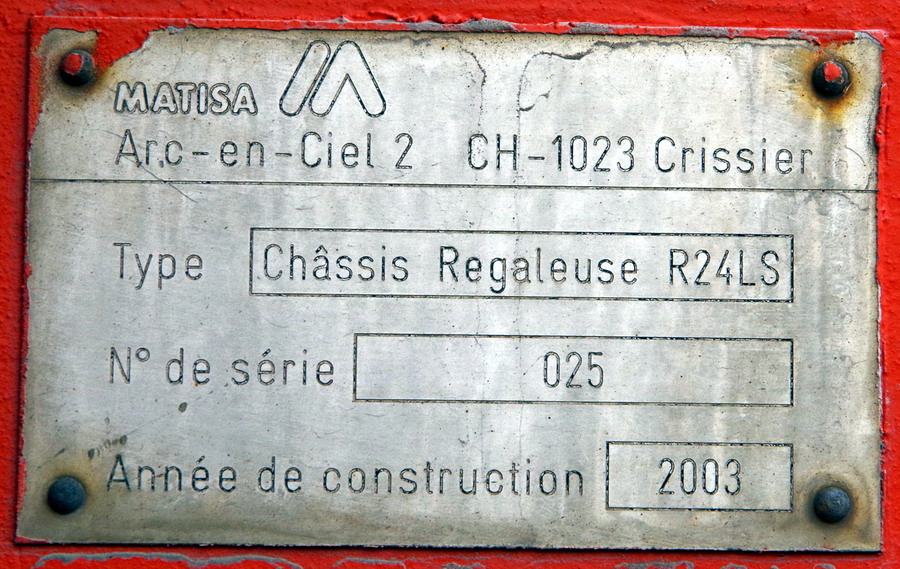 MATISA
Arc-en-Ciel 2 CH-1023 Crissier
Type Châssis Regaleuse R24LS
N° de série 025
Année de construction 2003